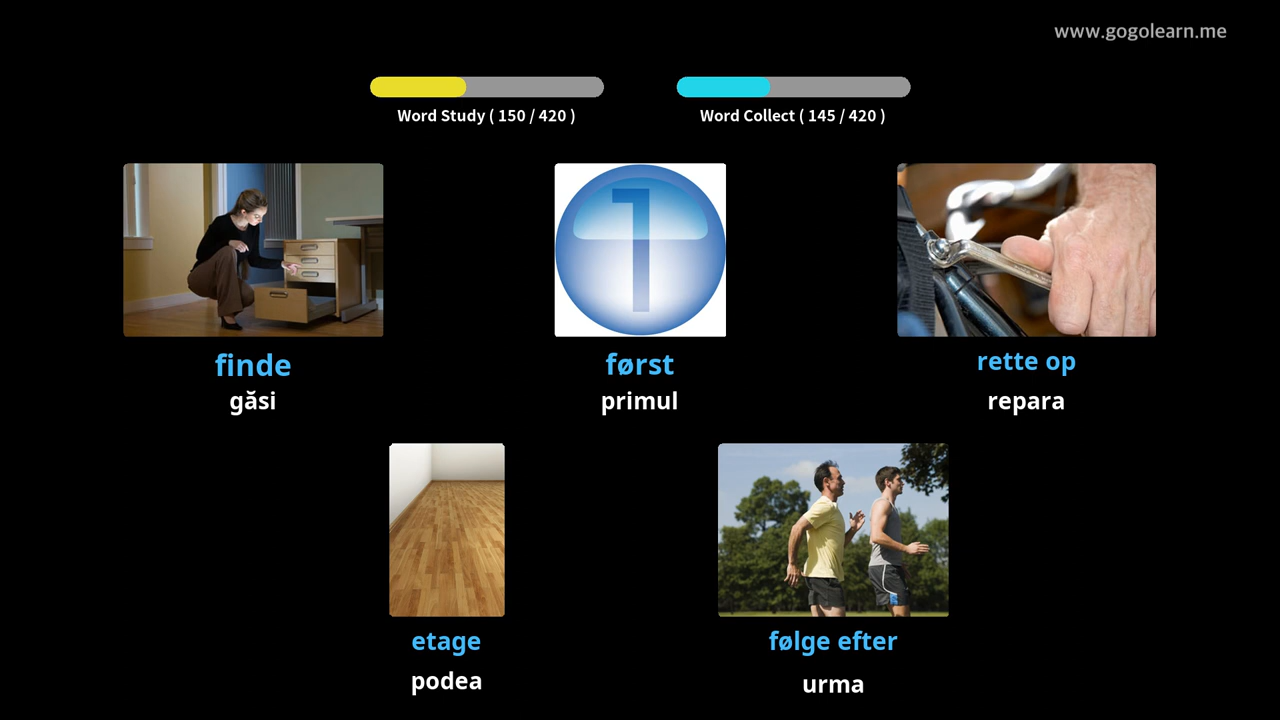 www.gogolearn.me
Word Study ( 150 / 420 )
Word Collect ( 145 / 420 )
1
finde
găsi
først
primul
rette op
repara
etage
podea
følge efter
urma